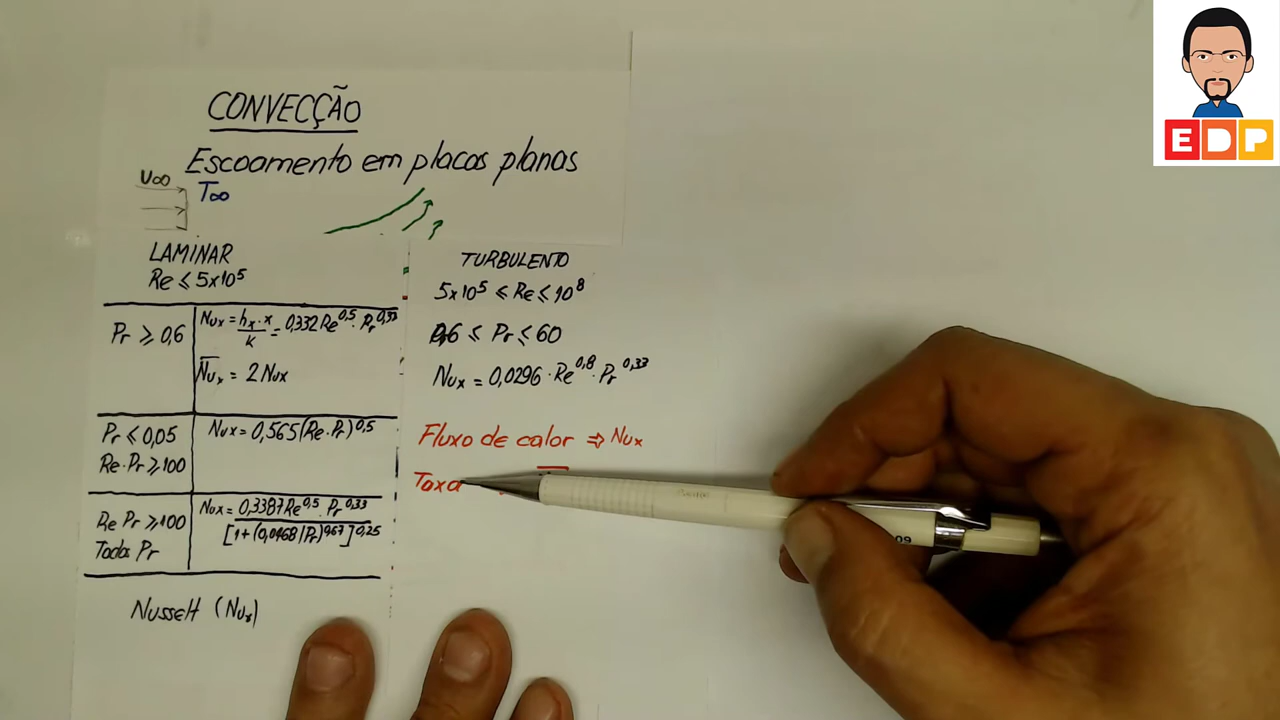 CONVECÇÃO
Escoamento em placas planas
U∞
T∞
LAMINAR
Re ≤ 5x10⁵
Pr ≥ 0,6
Nux = hx·x/K = 0,332 Re^0,5 · Pr^0,33
N̄ux = 2 Nux
Pr ≤ 0,05
Re·Pr ≥ 100
Nux = 0,565 (Re·Pr)^0,5
Re Pr ≥ 100
Todos Pr
Nux = 0,3387 Re^0,5 · Pr^0,33
[1+(0,0468/Pr)^0,67]^0,25
Nusselt (Nux)
TURBULENTO
5x10⁵ ≤ Re ≤ 10⁸
0,6 ≤ Pr ≤ 60
Nux = 0,0296 · Re^0,8 · Pr^0,33
Fluxo de calor ⇒ Nux
Taxa
EDP